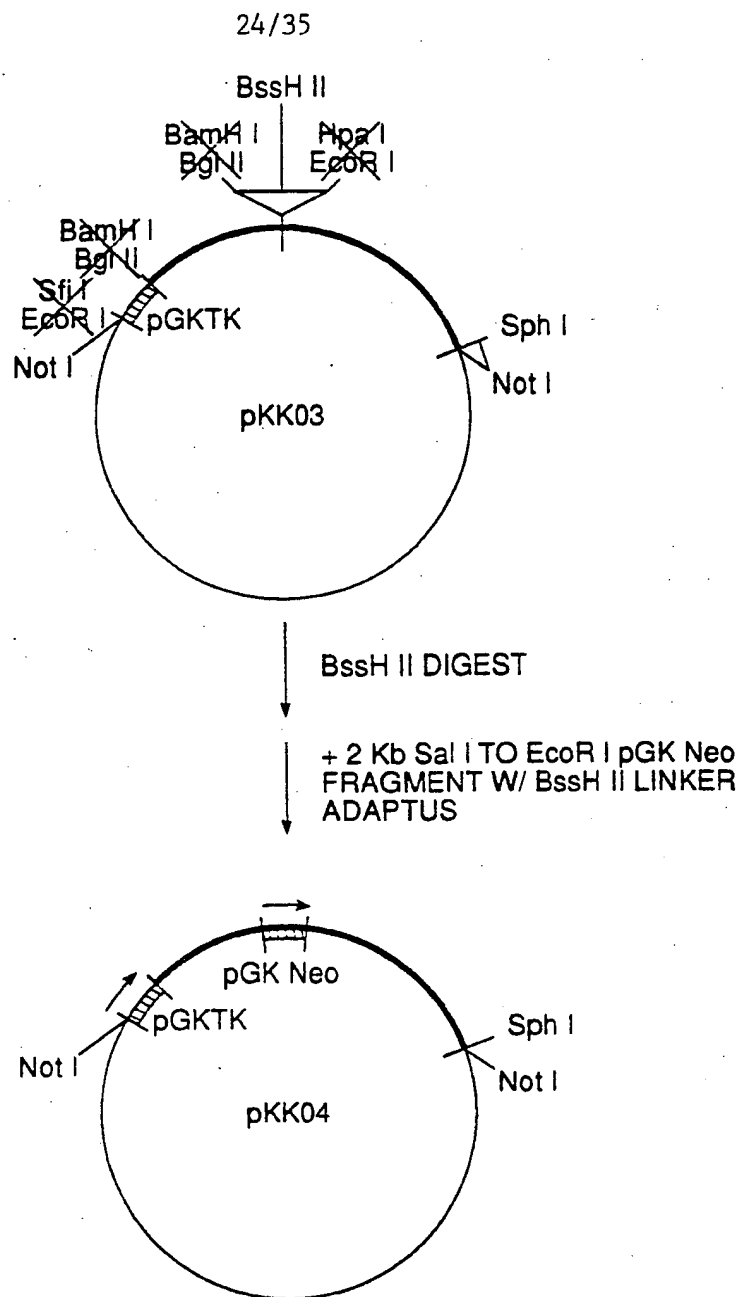 24/35
BssH II
BamH I
Bgl II
Hpa I
EcoR I
BamH I
Bgl II
Sfi I
EcoR I
pGKTK
Not I
Sph I
Not I
pKK03
BssH II DIGEST
+ 2 Kb Sal I TO EcoR I pGK Neo
FRAGMENT W/ BssH II LINKER
ADAPTUS
pGK Neo
pGKTK
Not I
Sph I
Not I
pKK04